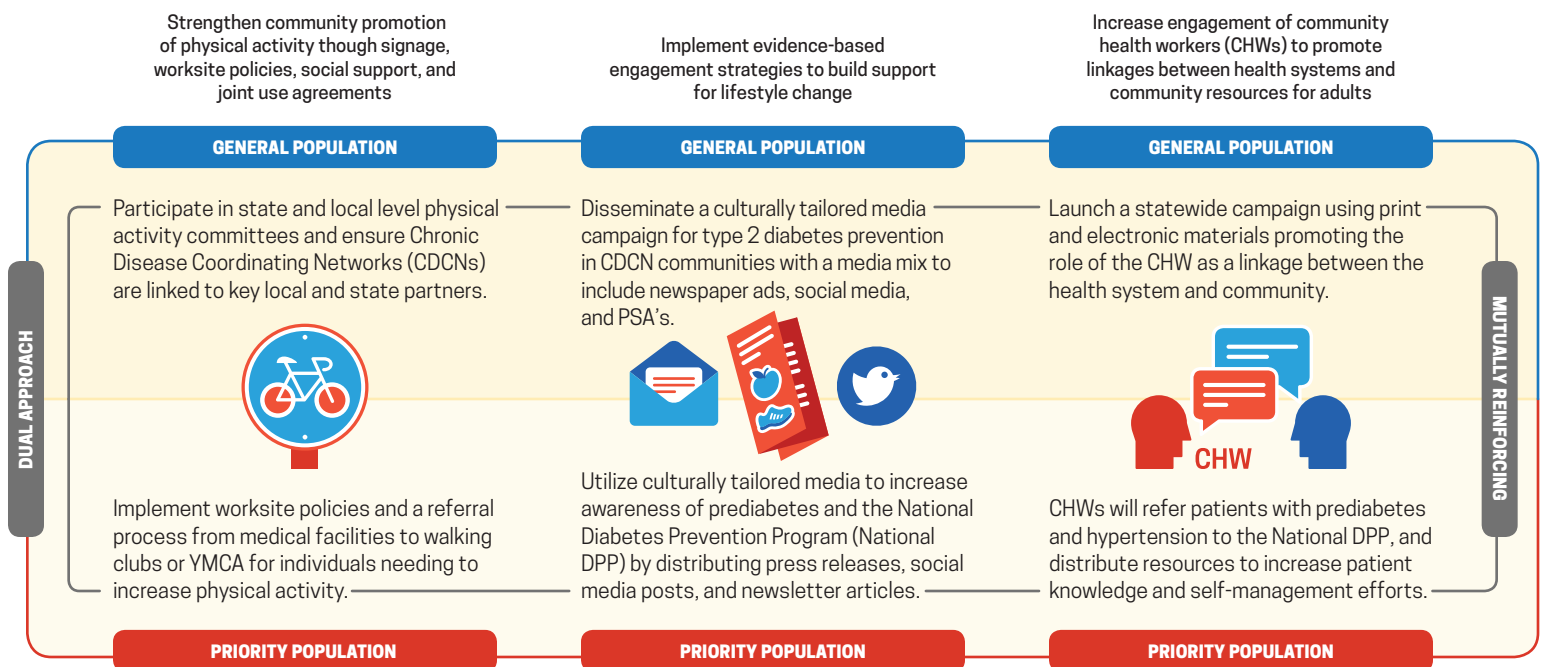 Strengthen community promotion
of physical activity though signage,
worksite policies, social support, and
joint use agreements
Implement evidence-based
engagement strategies to build support
for lifestyle change
Increase engagement of community
health workers (CHWs) to promote
linkages between health systems and
community resources for adults
GENERAL POPULATION
GENERAL POPULATION
GENERAL POPULATION
DUAL APPROACH
Participate in state and local level physical
activity committees and ensure Chronic
Disease Coordinating Networks (CDCNs)
are linked to key local and state partners.
Disseminate a culturally tailored media
campaign for type 2 diabetes prevention
in CDCN communities with a media mix to
include newspaper ads, social media,
and PSA's.
Launch a statewide campaign using print
and electronic materials promoting the
role of the CHW as a linkage between the
health system and community.
MUTUALLY REINFORCING
CHW
Implement worksite policies and a referral
process from medical facilities to walking
clubs or YMCA for individuals needing to
increase physical activity.
Utilize culturally tailored media to increase
awareness of prediabetes and the National
Diabetes Prevention Program (National
DPP) by distributing press releases, social
media posts, and newsletter articles.
CHWs will refer patients with prediabetes
and hypertension to the National DPP, and
distribute resources to increase patient
knowledge and self-management efforts.
PRIORITY POPULATION
PRIORITY POPULATION
PRIORITY POPULATION